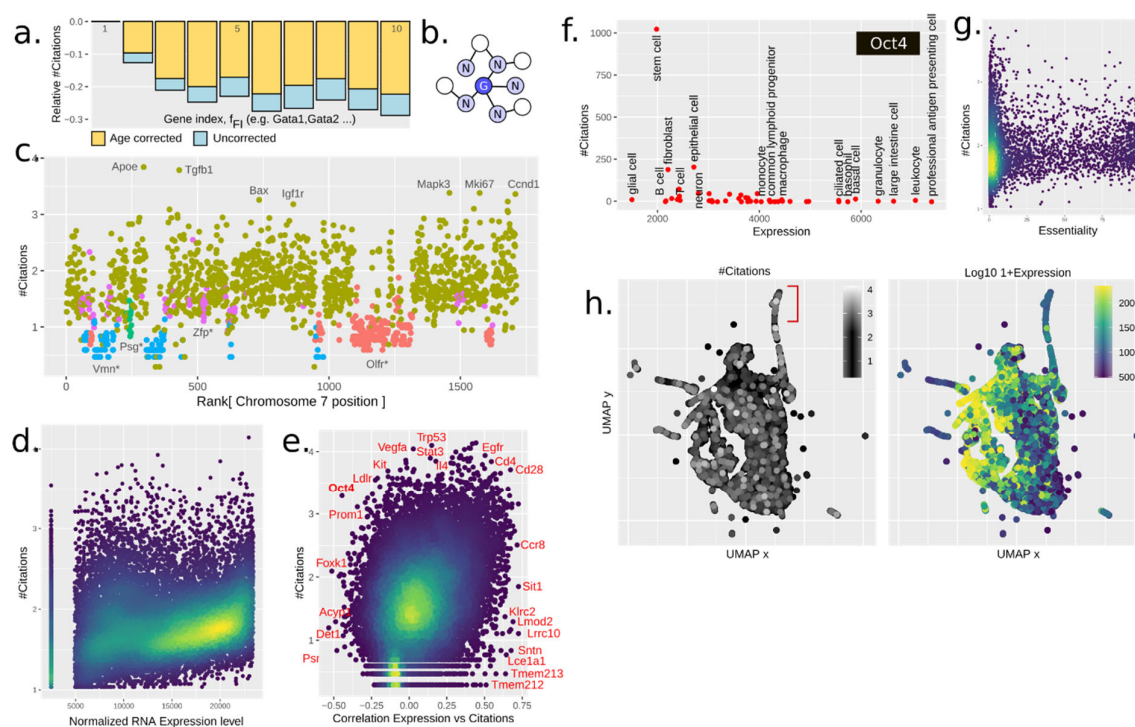 a.
Relative #Citations
0.0
-0.1
-0.2
-0.3
1
5
10
Gene index, fFI (e.g. Gata1,Gata2 ...)
Age corrected
Uncorrected
b.
N
N
G
N
N
N
c.
#Citations
4
3
2
1
Apoe
Tgfb1
Bax
Igf1r
Mapk3
Mki67
Ccnd1
Zfp*
Psg*
Vmn*
Olfr*
0
500
1000
1500
Rank[ Chromosome 7 position ]
d.
#Citations
4
3
2
1
5000
10000
15000
20000
Normalized RNA Expression level
e.
#Citations
4
3
2
1
Trp53
Vegfa
Stat3
Egfr
Kit
Il4
Cd4
Cd28
Ldlr
Oct4
Prom1
Ccr8
Foxk1
Sit1
Acyp1
Klrc2
Lmod2
Det1
Lrrc10
Psr
Sntn
Lce1a1
Tmem213
Tmem212
-0.50
-0.25
0.00
0.25
0.50
0.75
Correlation Expression vs Citations
f.
#Citations
1000
750
500
250
0
Oct4
glial cell
stem cell
B cell
fibroblast
T cell
epithelial cell
neuron
monocyte
common lymphoid progenitor
macrophage
ciliated cell
basophil
basal cell
granulocyte
large intestine cell
leukocyte
professional antigen presenting cell
2000
4000
6000
Expression
g.
#Citations
0
25
50
75
Essentiality
h.
#Citations
4
3
2
1
UMAP y
UMAP x
Log10 1+Expression
200
150
100
500
UMAP x